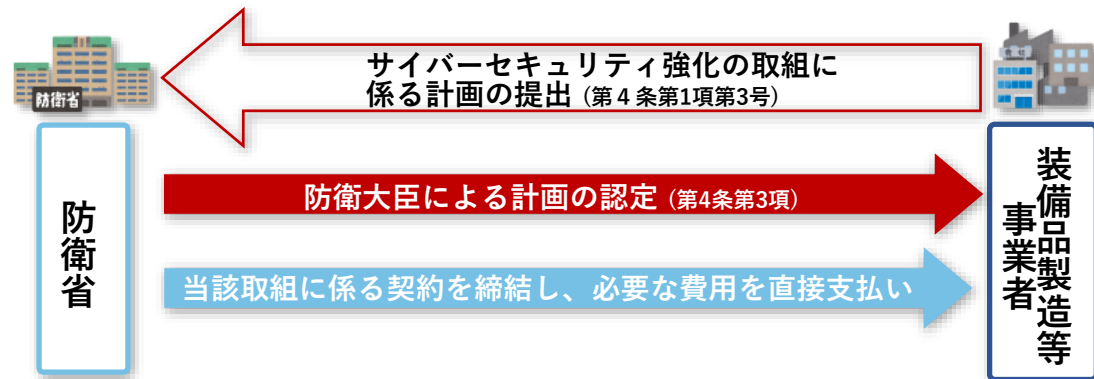 サイバーセキュリティ強化の取組に
係る計画の提出（第４条第1項第3号）
防衛省
会社
防衛大臣による計画の認定（第4条第3項）
当該取組に係る契約を締結し、必要な費用を直接支払い
防衛省
装備品製造等
事業者